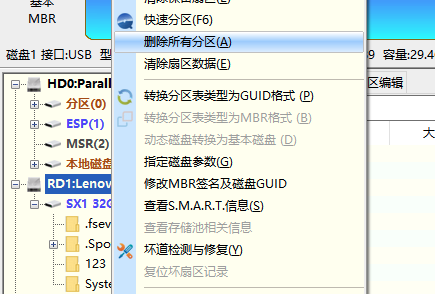 基本
MBR
快速分区(F6)
删除所有分区(A)
磁盘1 接口:USB 型
容量:29.4
清除扇区数据(E)
HD0:Parall
区编辑
分区(0)
转换分区表类型为GUID格式 (P)
ESP(1)
转换分区表类型为MBR格式 (B)
MSR(2)
动态磁盘转换为基本磁盘 (D)
大
本地磁盘
指定磁盘参数(G)
RD1:Lenov
修改MBR签名及磁盘GUID
SX1 32G
查看S.M.A.R.T.信息(S)
.fsev
查看存储池相关信息
.Spo
坏道检测与修复(Y)
123
复位坏扇区记录
Syste